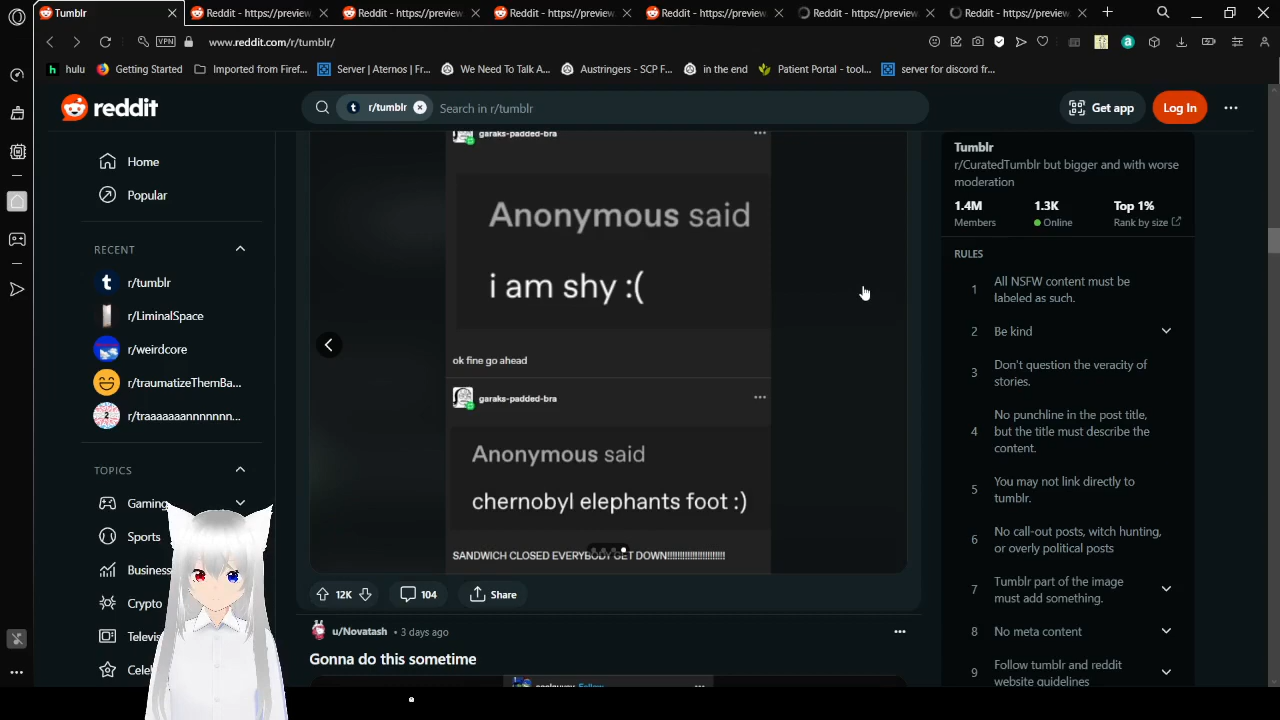 Tumblr
Reddit - https://preview
Reddit - https://preview
Reddit - https://preview
Reddit - https://preview
Reddit - https://preview
Reddit - https://preview
VPN
www.reddit.com/r/tumblr/
hulu
Getting Started
Imported from Firef...
Server | Aternos | Fr...
We Need To Talk A...
Austringers - SCP F...
in the end
Patient Portal - tool...
server for discord fr...
reddit
r/tumblr
Search in r/tumblr
Get app
Log In
Home
Popular
RECENT
r/tumblr
r/LiminalSpace
r/weirdcore
r/traumatizeThemBa...
r/traaaaaaannnnnnn...
TOPICS
Gaming
Sports
Business
Crypto
Televis
Celeb
garaks-padded-bra
Anonymous said
i am shy :(
ok fine go ahead
garaks-padded-bra
Anonymous said
chernobyl elephants foot :)
SANDWICH CLOSED EVERYBODY GET DOWN!!!!!!!!!!!!!!!!!!!!!!!
12K
104
Share
u/Novatash • 3 days ago
Gonna do this sometime
Follow
Tumblr
r/CuratedTumblr but bigger and with worse
moderation
1.4M
1.3K
Top 1%
Members
Online
Rank by size
RULES
1
All NSFW content must be
labeled as such.
2
Be kind
3
Don't question the veracity of
stories.
4
No punchline in the post title,
but the title must describe the
content.
5
You may not link directly to
tumblr.
6
No call-out posts, witch hunting,
or overly political posts
7
Tumblr part of the image
must add something.
8
No meta content
9
Follow tumblr and reddit
website guidelines